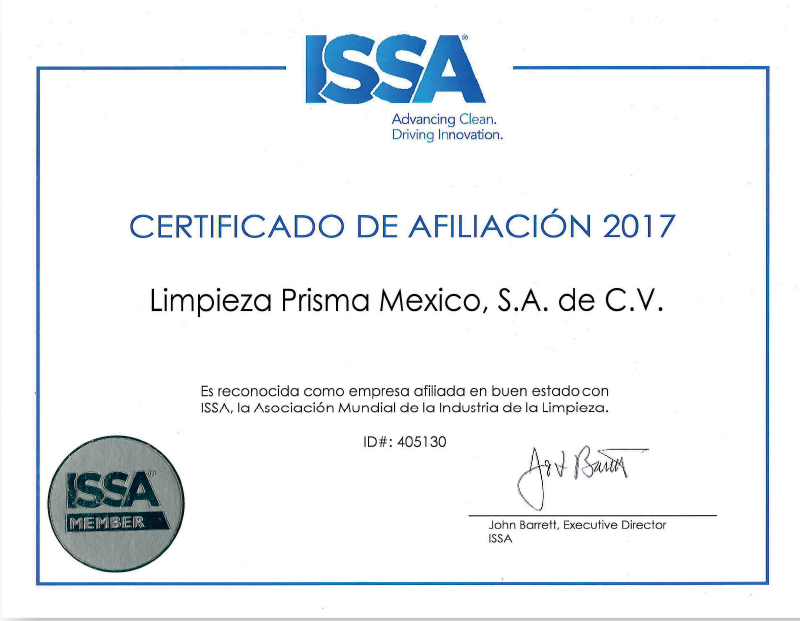 ISSA®
Advancing Clean.
Driving Innovation.
CERTIFICADO DE AFILIACIÓN 2017
Limpieza Prisma Mexico, S.A. de C.V.
Es reconocida como empresa afiliada en buen estado con
ISSA, la Asociación Mundial de la Industria de la Limpieza.
ID#: 405130
ISSA®
MEMBER
John Barrett, Executive Director
ISSA